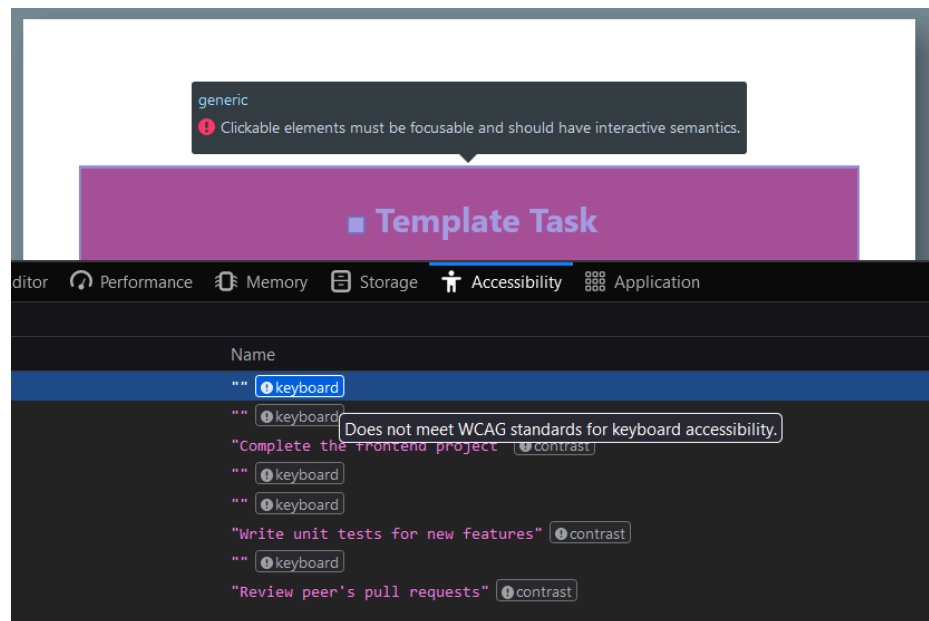 generic
Clickable elements must be focusable and should have interactive semantics.
Template Task
ditor Performance Memory Storage Accessibility Application
Name
"" keyboard
"" keyboard
Does not meet WCAG standards for keyboard accessibility.
"Complete the frontend project" contrast
"" keyboard
"" keyboard
"Write unit tests for new features" contrast
"" keyboard
"Review peer's pull requests" contrast